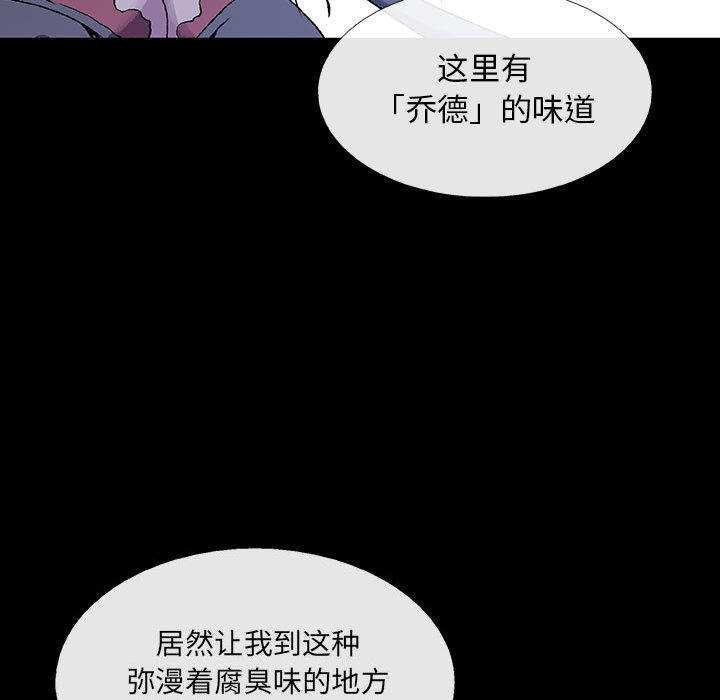 这里有
「乔德」的味道
居然让我到这种
弥漫着腐臭味的地方